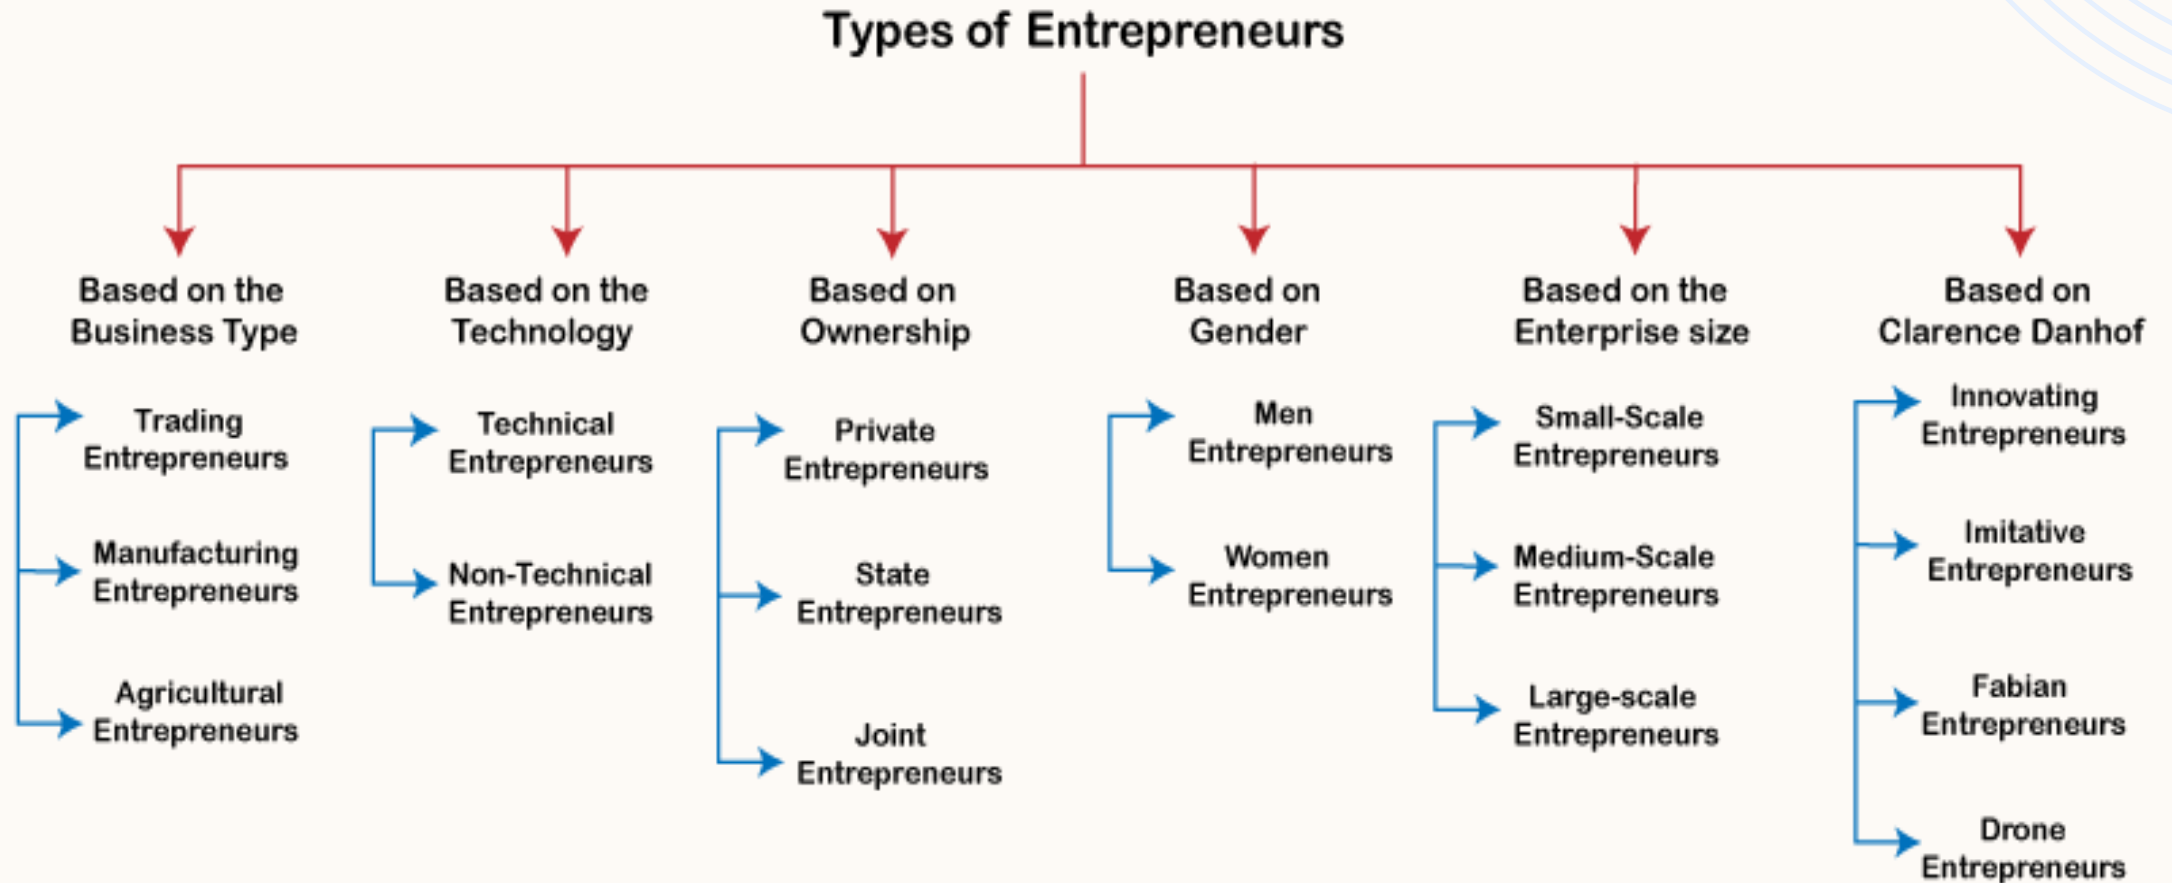 Types of Entrepreneurs
Based on the
Business Type
Trading
Entrepreneurs
Manufacturing
Entrepreneurs
Agricultural
Entrepreneurs
Based on the
Technology
Technical
Entrepreneurs
Non-Technical
Entrepreneurs
Based on
Ownership
Private
Entrepreneurs
State
Entrepreneurs
Joint
Entrepreneurs
Based on
Gender
Men
Entrepreneurs
Women
Entrepreneurs
Based on the
Enterprise size
Small-Scale
Entrepreneurs
Medium-Scale
Entrepreneurs
Large-scale
Entrepreneurs
Based on
Clarence Danhof
Innovating
Entrepreneurs
Imitative
Entrepreneurs
Fabian
Entrepreneurs
Drone
Entrepreneurs